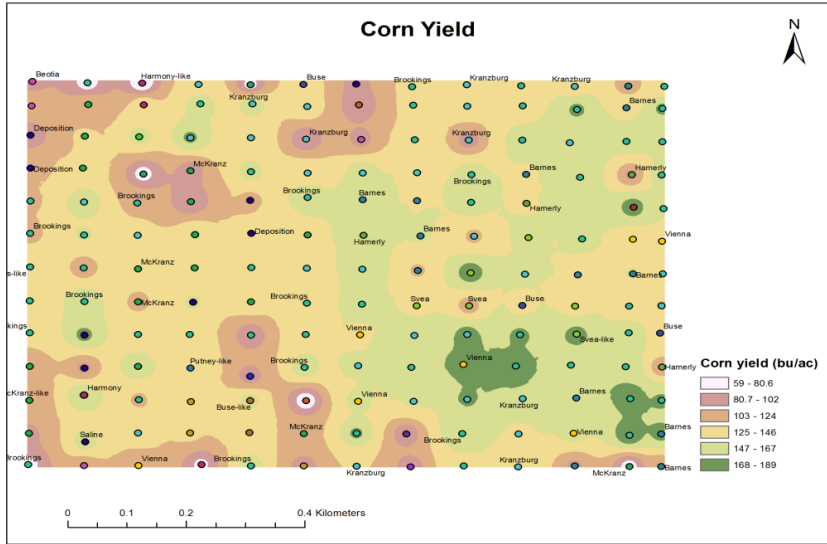 Corn Yield
N
Beotia
Harmony-like
Buse
Brookings
Kranzburg
Kranzburg
Kranzburg
Barnes
Deposition
Kranzburg
Kranzburg
Deposition
McKranz
Barnes
Hamerly
Brookings
Brookings
Barnes
Brookings
Hamerly
Brookings
Deposition
Hamerly
Barnes
Vienna
s-like
McKranz
Barnes
Brookings
McKranz
Brookings
Svea
Svea
Buse
kings
Vienna
Svea-like
Buse
Putney-like
Brookings
Vienna
Hamerly
cKranz-like
Harmony
Buse-like
Vienna
Kranzburg
Barnes
Saline
McKranz
Brookings
Vienna
Barnes
Brookings
Vienna
Brookings
Kranzburg
McKranz
Barnes
Corn yield (bu/ac)
59 - 80.6
80.7 - 102
103 - 124
125 - 146
147 - 167
168 - 189
0 0.1 0.2 0.4 Kilometers